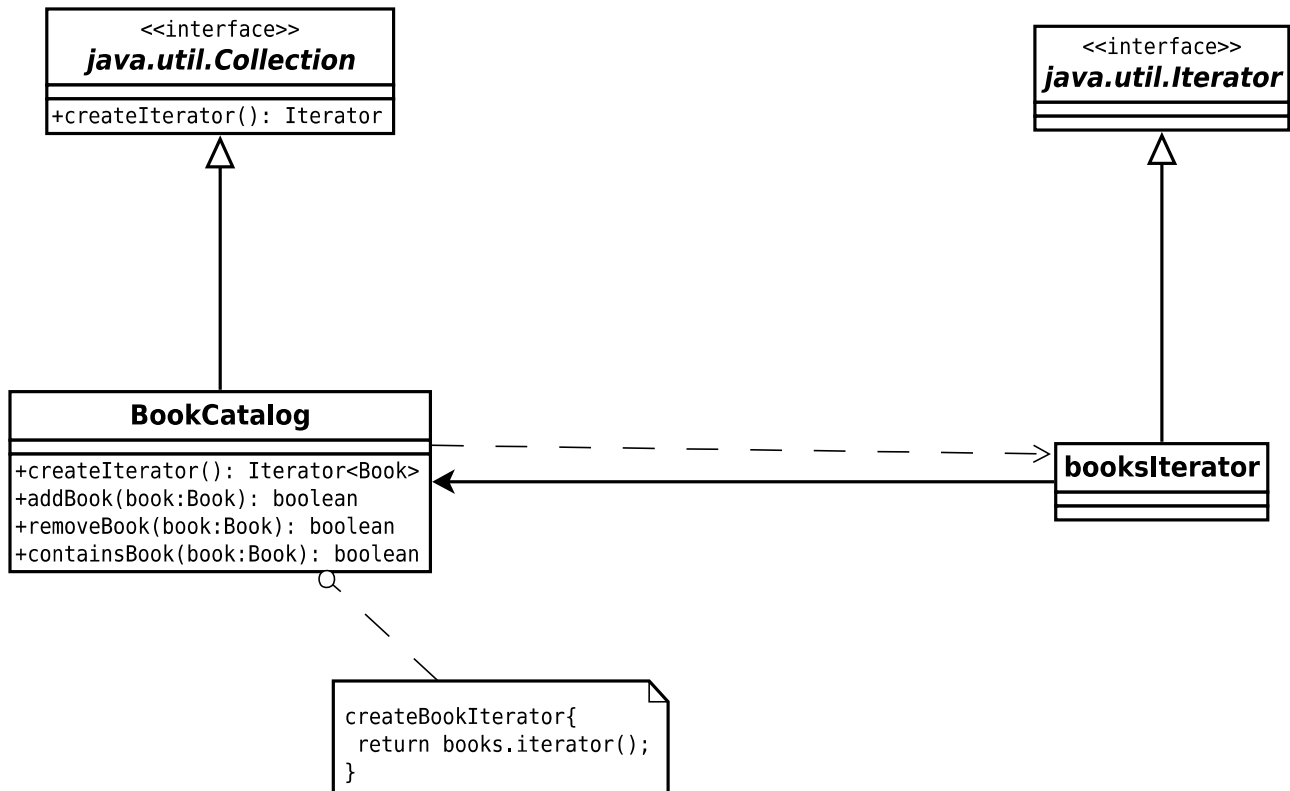 <<interface>>
java.util.Collection
+createIterator(): Iterator
<<interface>>
java.util.Iterator
BookCatalog
+createIterator(): Iterator<Book>
+addBook(book:Book): boolean
+removeBook(book:Book): boolean
+containsBook(book:Book): boolean
booksIterator
createBookIterator{
 return books.iterator();
}